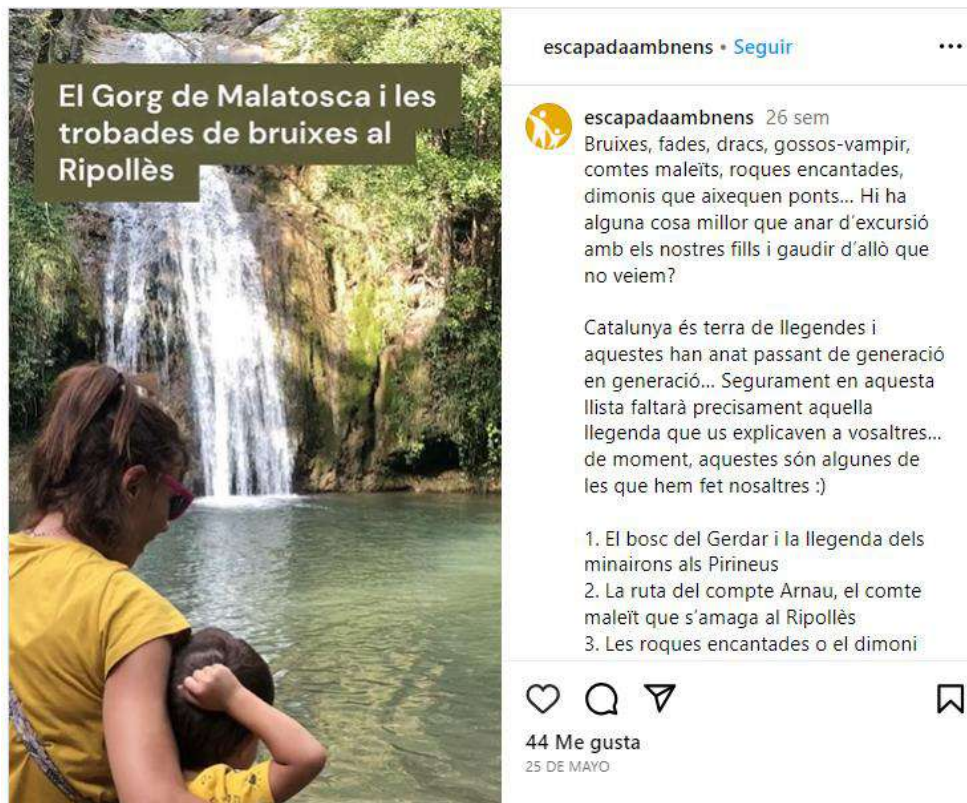 El Gorg de Malatosca i les
trobades de bruixes al
Ripollès
escapadaambnens • Seguir
escapadaambnens 26 sem
Bruixes, fades, dracs, gossos-vampir,
comtes maleïts, roques encantades,
dimonis que aixequen ponts... Hi ha
alguna cosa millor que anar d'excursió
amb els nostres fills i gaudir d'allò que
no veiem?
Catalunya és terra de llegendes i
aquestes han anat passant de generació
en generació... Segurament en aquesta
llista faltarà precisament aquella
llegenda que us explicaven a vosaltres...
de moment, aquestes són algunes de
les que hem fet nosaltres :)
1. El bosc del Gerdar i la llegenda dels
minairons als Pirineus
2. La ruta del compte Arnau, el comte
maleït que s'amaga al Ripollès
3. Les roques encantades o el dimoni
44 Me gusta
25 DE MAYO